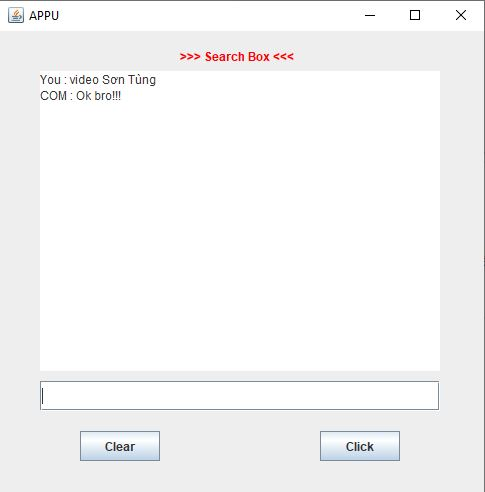 APPU
>>> Search Box <<<
You : video Sơn Tùng
COM : Ok bro!!!
Clear
Click